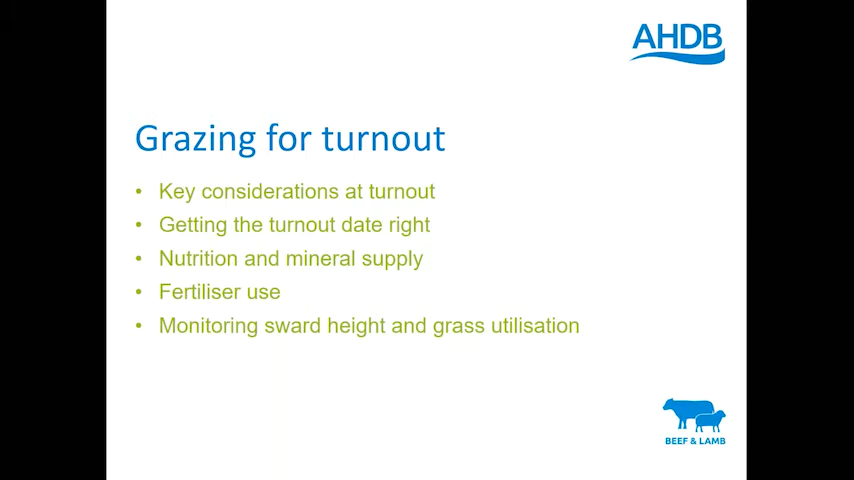 AHDB
Grazing for turnout
• Key considerations at turnout
• Getting the turnout date right
• Nutrition and mineral supply
• Fertiliser use
• Monitoring sward height and grass utilisation
BEEF & LAMB